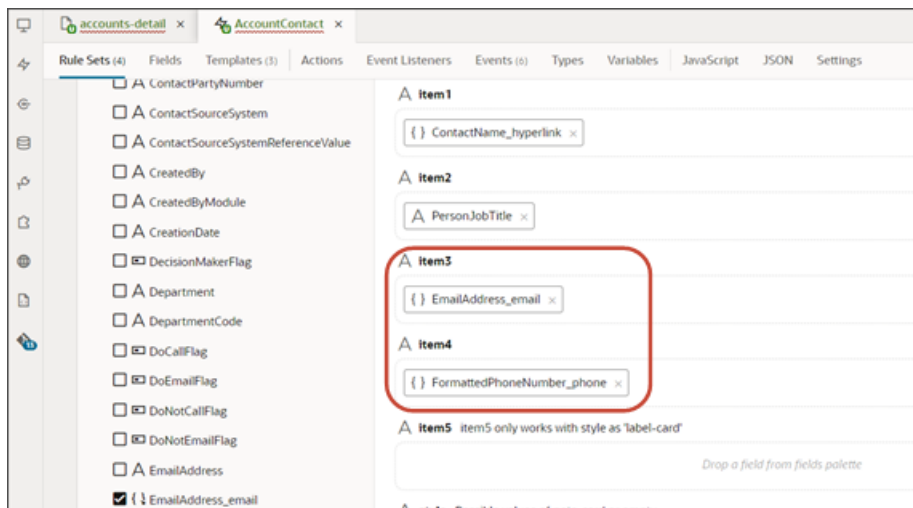 accounts-detail × AccountContact ×
Rule Sets (4) Fields Templates (3) Actions Event Listeners Events (6) Types Variables JavaScript JSON Settings
A ContactPartyNumber
A ContactSourceSystem
A ContactSourceSystemReferenceValue
A CreatedBy
A CreatedByModule
A CreationDate
DecisionMakerFlag
A Department
A DepartmentCode
DoCallFlag
DoEmailFlag
DoNotCallFlag
DoNotEmailFlag
A EmailAddress
{ } EmailAddress_email
A item1
{ } ContactName_hyperlink ×
A item2
A PersonJobTitle ×
A item3
{ } EmailAddress_email ×
A item4
{ } FormattedPhoneNumber_phone ×
A item5 item5 only works with style as 'label-card'
Drop a field from fields palette